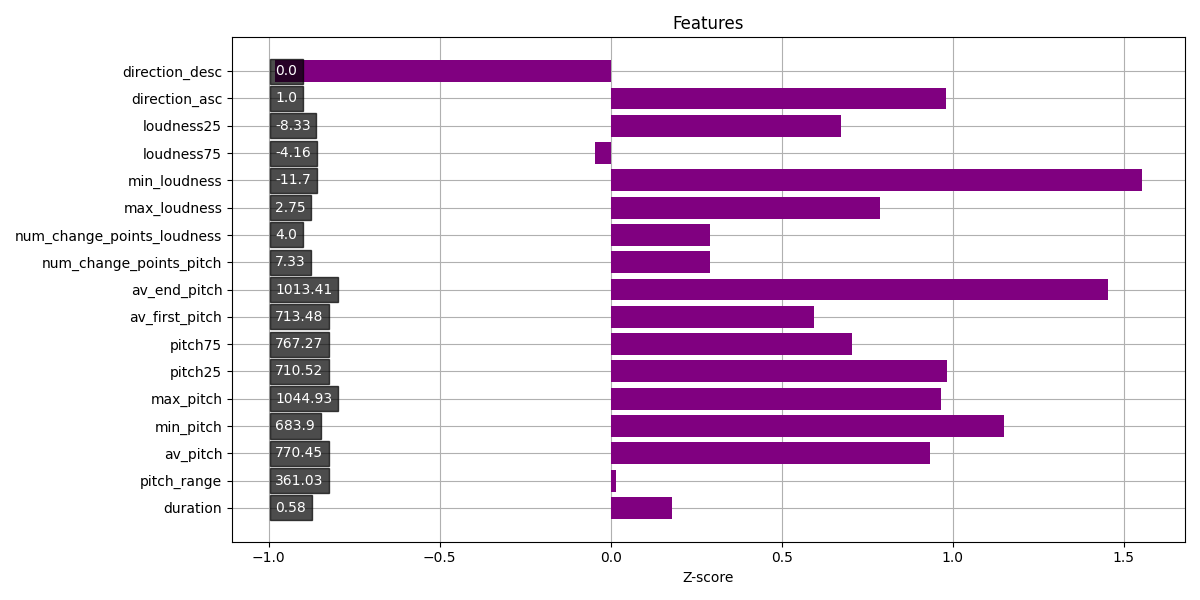 Features
direction_desc 0.0
direction_asc 1.0
loudness25 -8.33
loudness75 -4.16
min_loudness -11.7
max_loudness 2.75
num_change_points_loudness 4.0
num_change_points_pitch 7.33
av_end_pitch 1013.41
av_first_pitch 713.48
pitch75 767.27
pitch25 710.52
max_pitch 1044.93
min_pitch 683.9
av_pitch 770.45
pitch_range 361.03
duration 0.58
−1.0 −0.5 0.0 0.5 1.0 1.5
Z-score